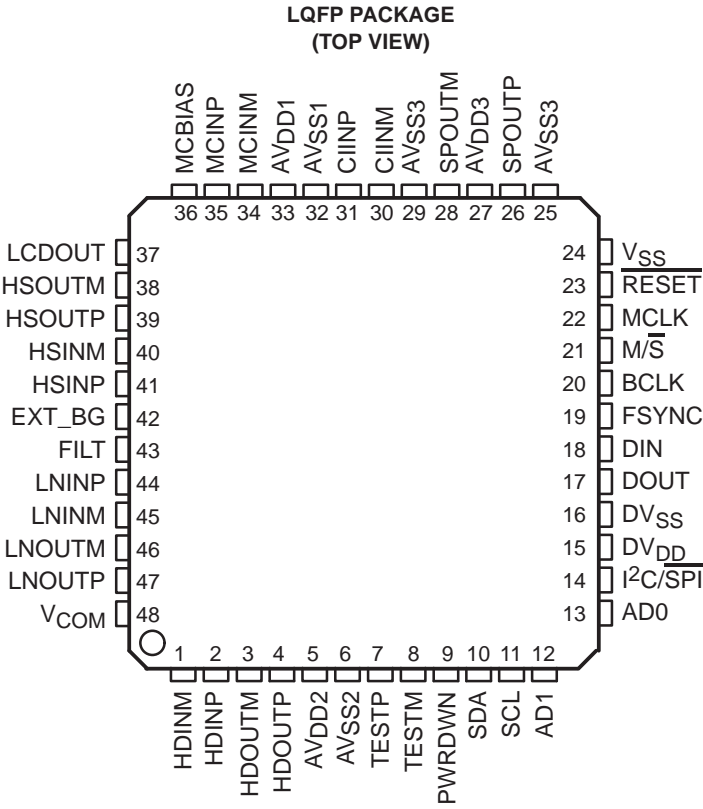 LQFP PACKAGE
(TOP VIEW)
MCBIAS
MCINP
MCINM
AVDD1
AVSS1
CIINP
CIINM
AVSS3
SPOUTM
AVDD3
SPOUTP
AVSS3
36 35 34 33 32 31 30 29 28 27 26 25
LCDOUT 37
HSOUTM 38
HSOUTP 39
HSINM 40
HSINP 41
EXT_BG 42
FILT 43
LNINP 44
LNINM 45
LNOUTM 46
LNOUTP 47
VCOM 48
24 VSS
23 RESET
22 MCLK
21 M/S
20 BCLK
19 FSYNC
18 DIN
17 DOUT
16 DVSS
15 DVDD
14 I2C/SPI
13 AD0
1 2 3 4 5 6 7 8 9 10 11 12
HDINM
HDINP
HDOUTM
HDOUTP
AVDD2
AVSS2
TESTP
TESTM
PWRDWN
SDA
SCL
AD1